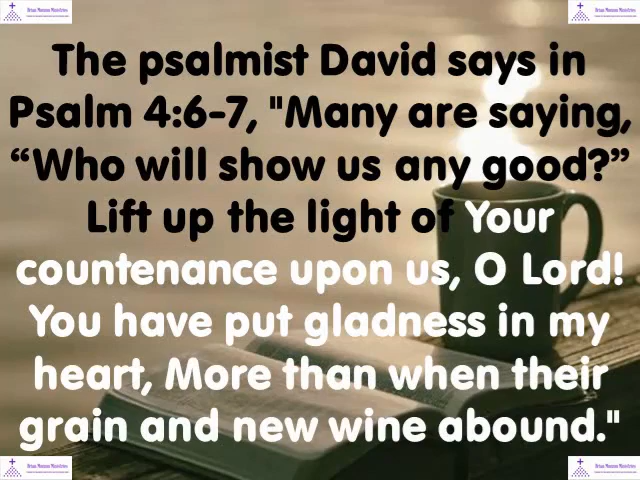 The psalmist David says in
Psalm 4:6-7, "Many are saying,
“Who will show us any good?”
Lift up the light of Your
countenance upon us, O Lord!
You have put gladness in my
heart, More than when their
grain and new wine abound."